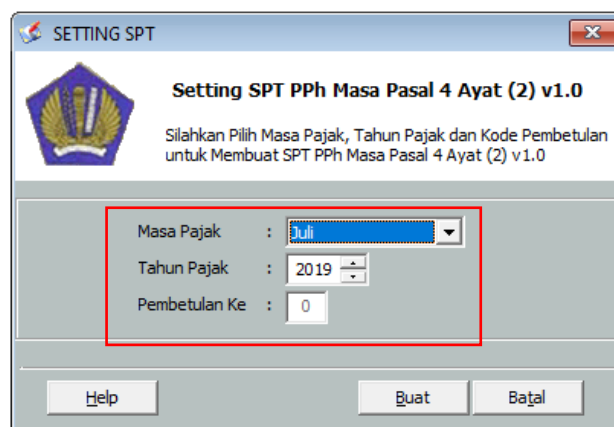 SETTING SPT
Setting SPT PPh Masa Pasal 4 Ayat (2) v1.0
Silahkan Pilih Masa Pajak, Tahun Pajak dan Kode Pembetulan
untuk Membuat SPT PPh Masa Pasal 4 Ayat (2) v1.0
Masa Pajak : Juli
Tahun Pajak : 2019
Pembetulan Ke : 0
Help Buat Batal